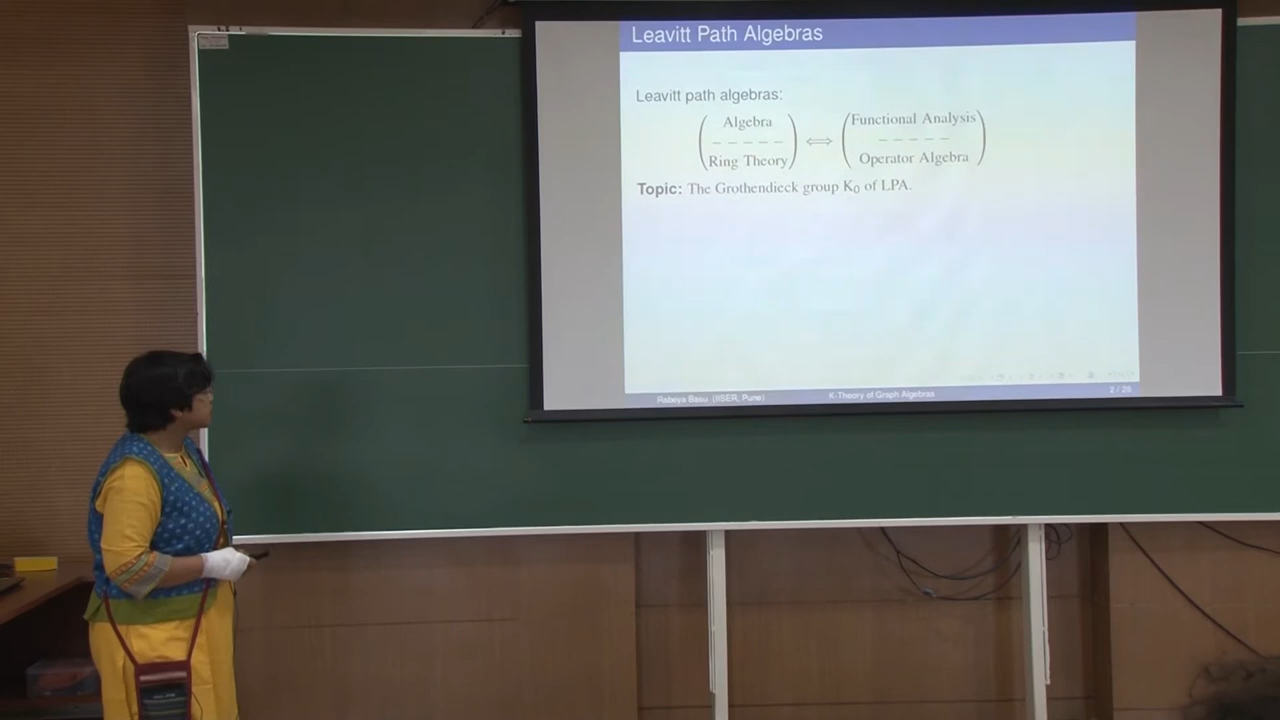 Leavitt Path Algebras
Leavitt path algebras:
Algebra
Ring Theory
⟺
Functional Analysis
Operator Algebra
Topic: The Grothendieck group K₀ of LPA.
Rabeya Basu (IISER, Pune)
K-Theory of Graph Algebras
2 / 26